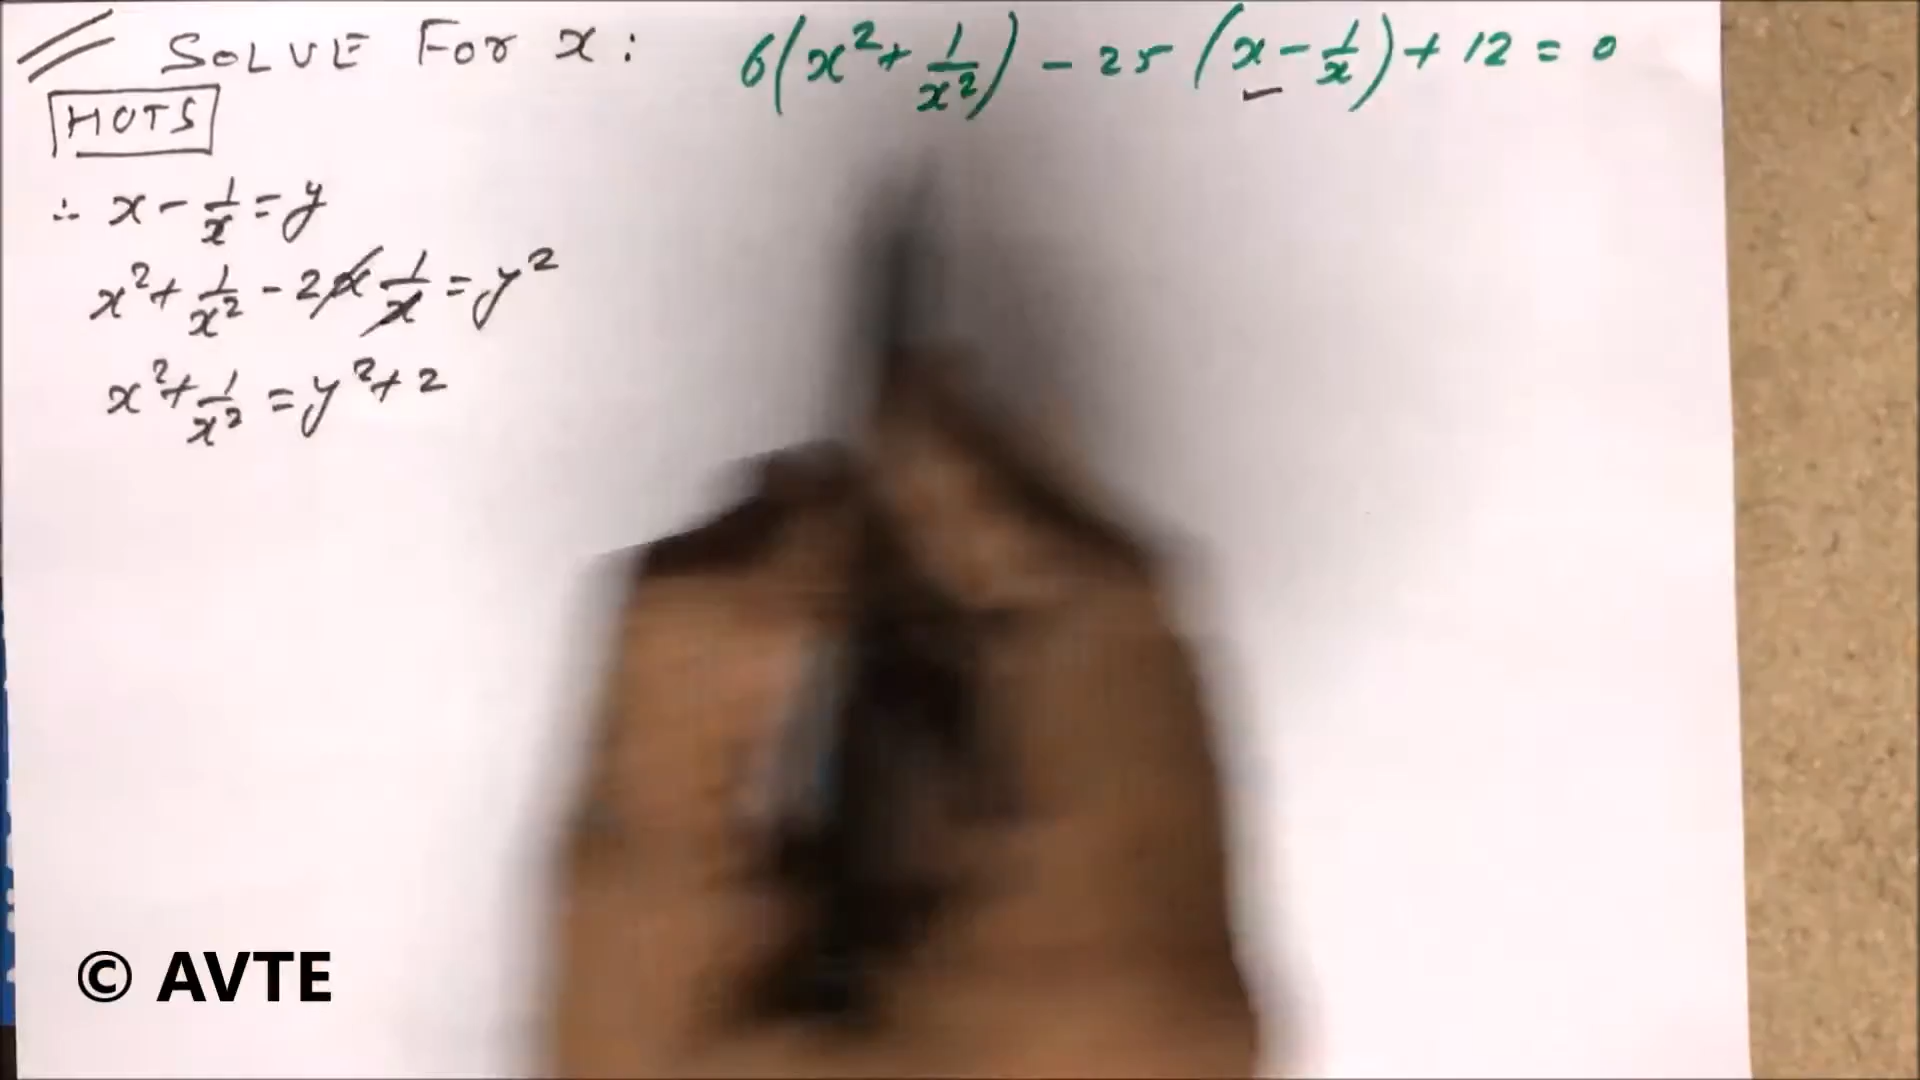 SOLVE FOR x : 6(x² + 1/x²) - 25 (x - 1/x) + 12 = 0
HOTS
∴ x - 1/x = y
x² + 1/x² - 2x 1/x = y²
x² + 1/x² = y² + 2
© AVTE